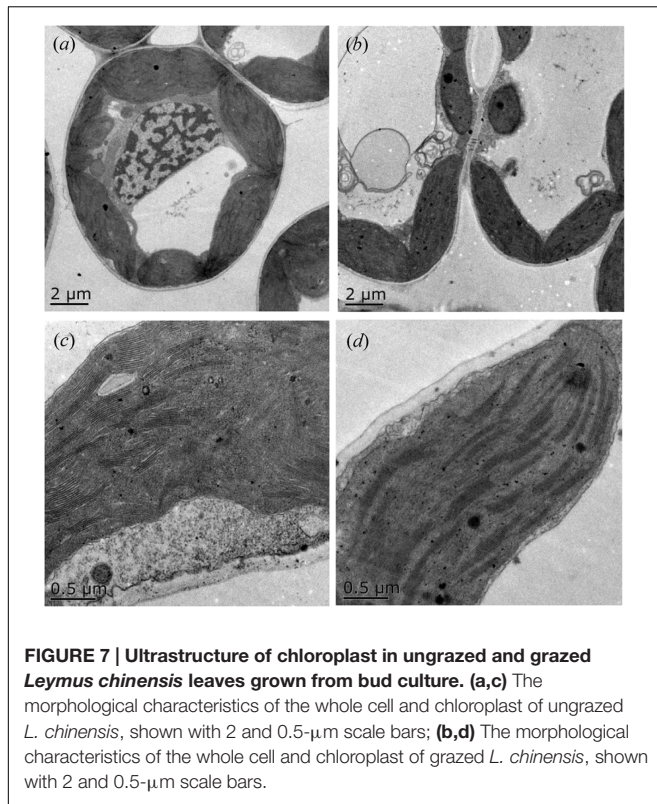 (a)
(b)
2 μm
2 μm
(c)
(d)
0.5 μm
0.5 μm
FIGURE 7 | Ultrastructure of chloroplast in ungrazed and grazed
Leymus chinensis leaves grown from bud culture. (a,c) The
morphological characteristics of the whole cell and chloroplast of ungrazed
L. chinensis, shown with 2 and 0.5-μm scale bars; (b,d) The morphological
characteristics of the whole cell and chloroplast of grazed L. chinensis, shown
with 2 and 0.5-μm scale bars.